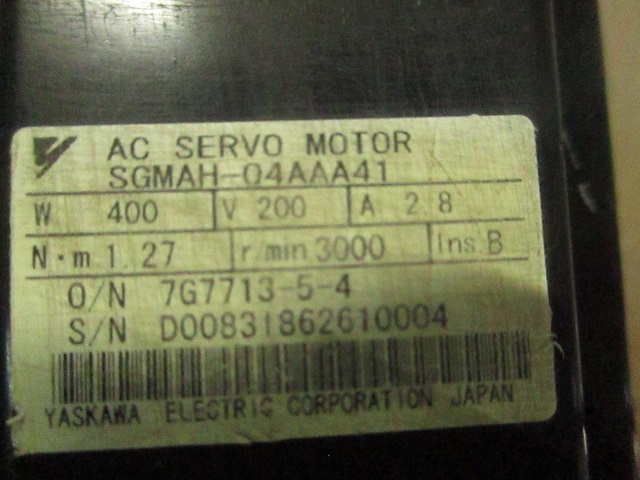 AC SERVO MOTOR
SGMAH-04AAA41
W 400 V 200 A 2.8
N·m 1.27 r/min 3000 Ins. B
O/N 7G7713-5-4
S/N D00831862610004
YASKAWA ELECTRIC CORPORATION JAPAN